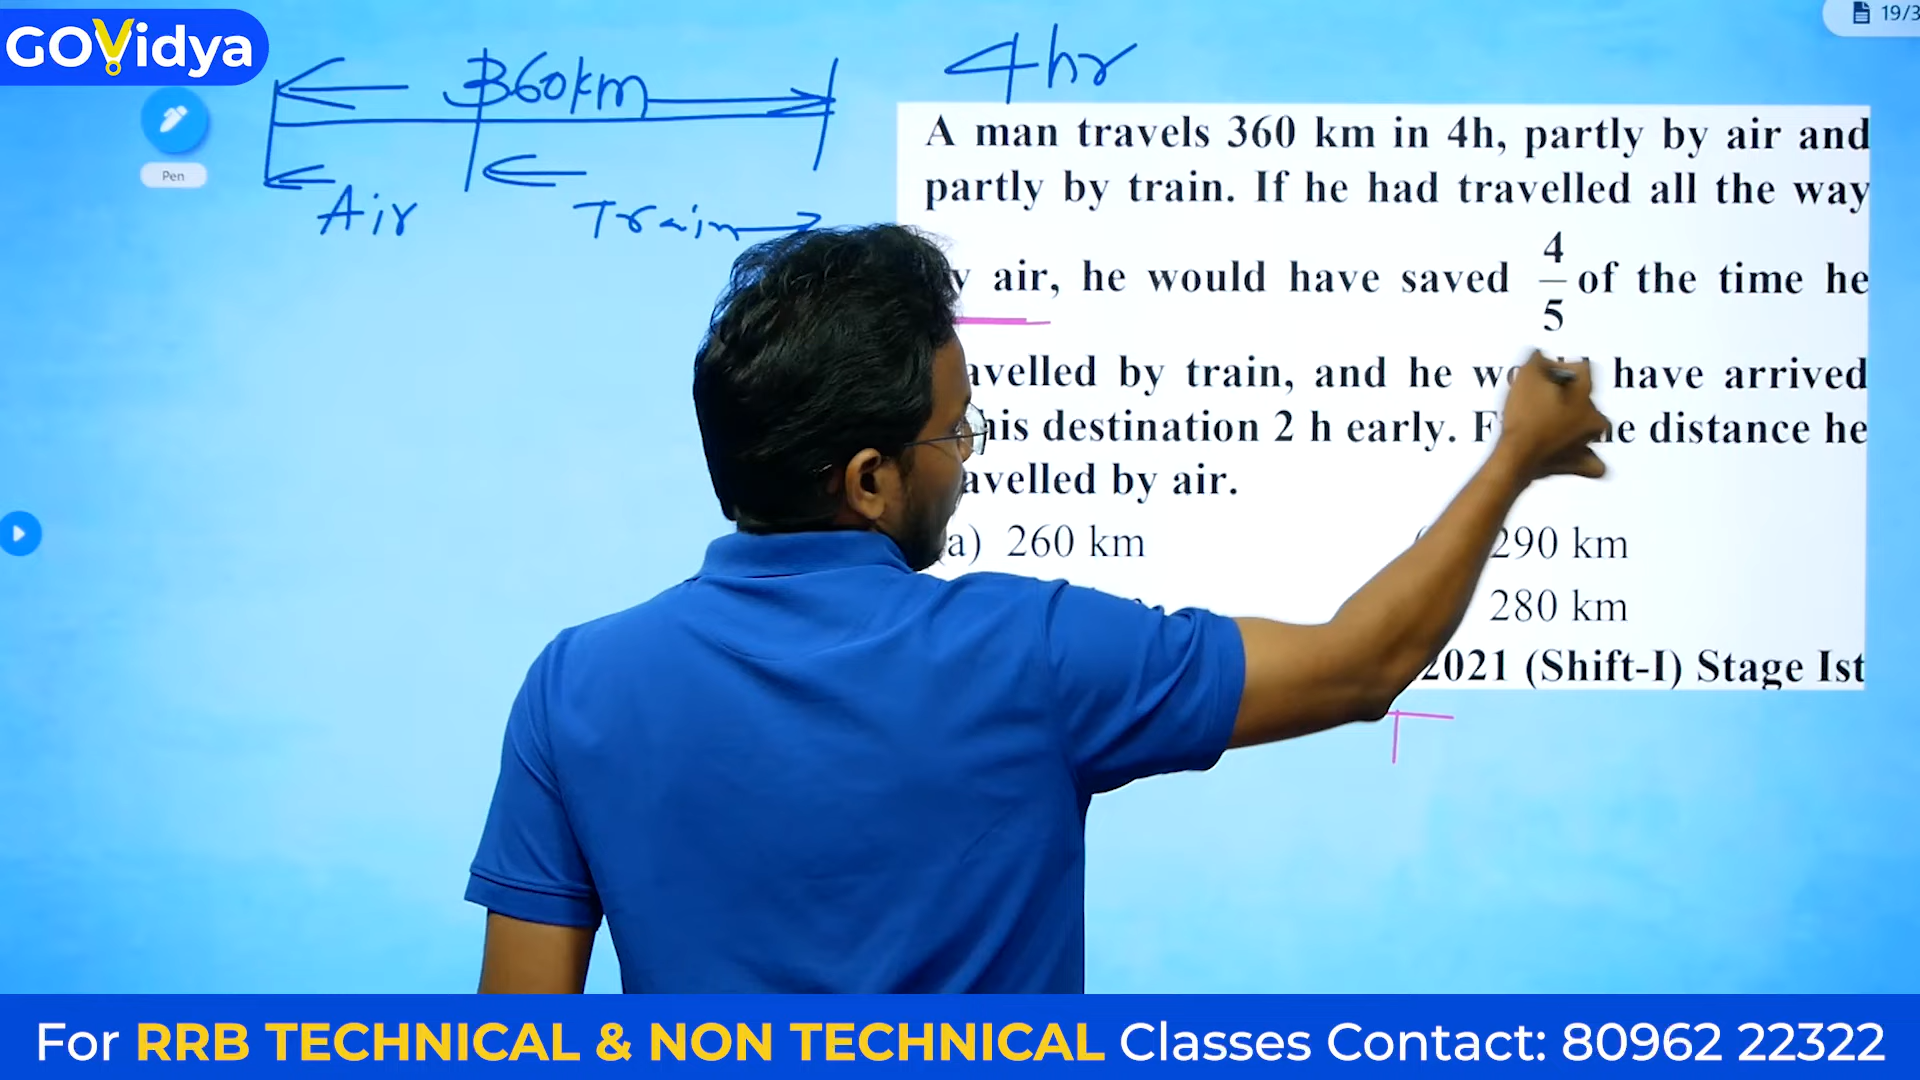 GOVidya
19/3
Pen
360km
4hr
Air
Train
A man travels 360 km in 4h, partly by air and
partly by train. If he had travelled all the way
y air, he would have saved 4/5 of the time he
avelled by train, and he have arrived
his destination 2 h early. distance he
avelled by air.
a) 260 km
290 km
280 km
2021 (Shift-I) Stage Ist
T
For RRB TECHNICAL & NON TECHNICAL Classes Contact: 80962 22322